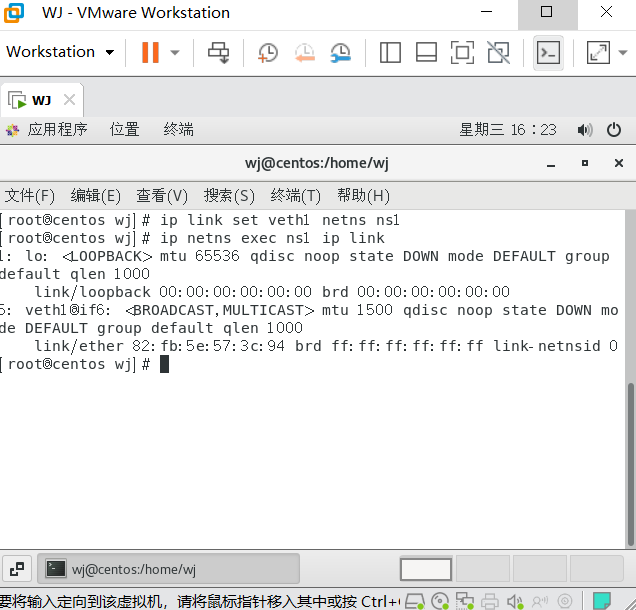 WJ - VMware Workstation
Workstation
WJ
应用程序 位置 终端 星期三 16：23
wj@centos:/home/wj
文件(F) 编辑(E) 查看(V) 搜索(S) 终端(T) 帮助(H)
[root@centos wj]# ip link set veth1 netns ns1
[root@centos wj]# ip netns exec ns1 ip link
1: lo: <LOOPBACK> mtu 65536 qdisc noop state DOWN mode DEFAULT group
default qlen 1000
link/loopback 00:00:00:00:00:00 brd 00:00:00:00:00:00
5: veth1@if6: <BROADCAST,MULTICAST> mtu 1500 qdisc noop state DOWN mo
de DEFAULT group default qlen 1000
link/ether 82:fb:5e:57:3c:94 brd ff:ff:ff:ff:ff:ff link-netnsid 0
[root@centos wj]#
wj@centos:/home/wj
要将输入定向到该虚拟机，请将鼠标指针移入其中或按 Ctrl+